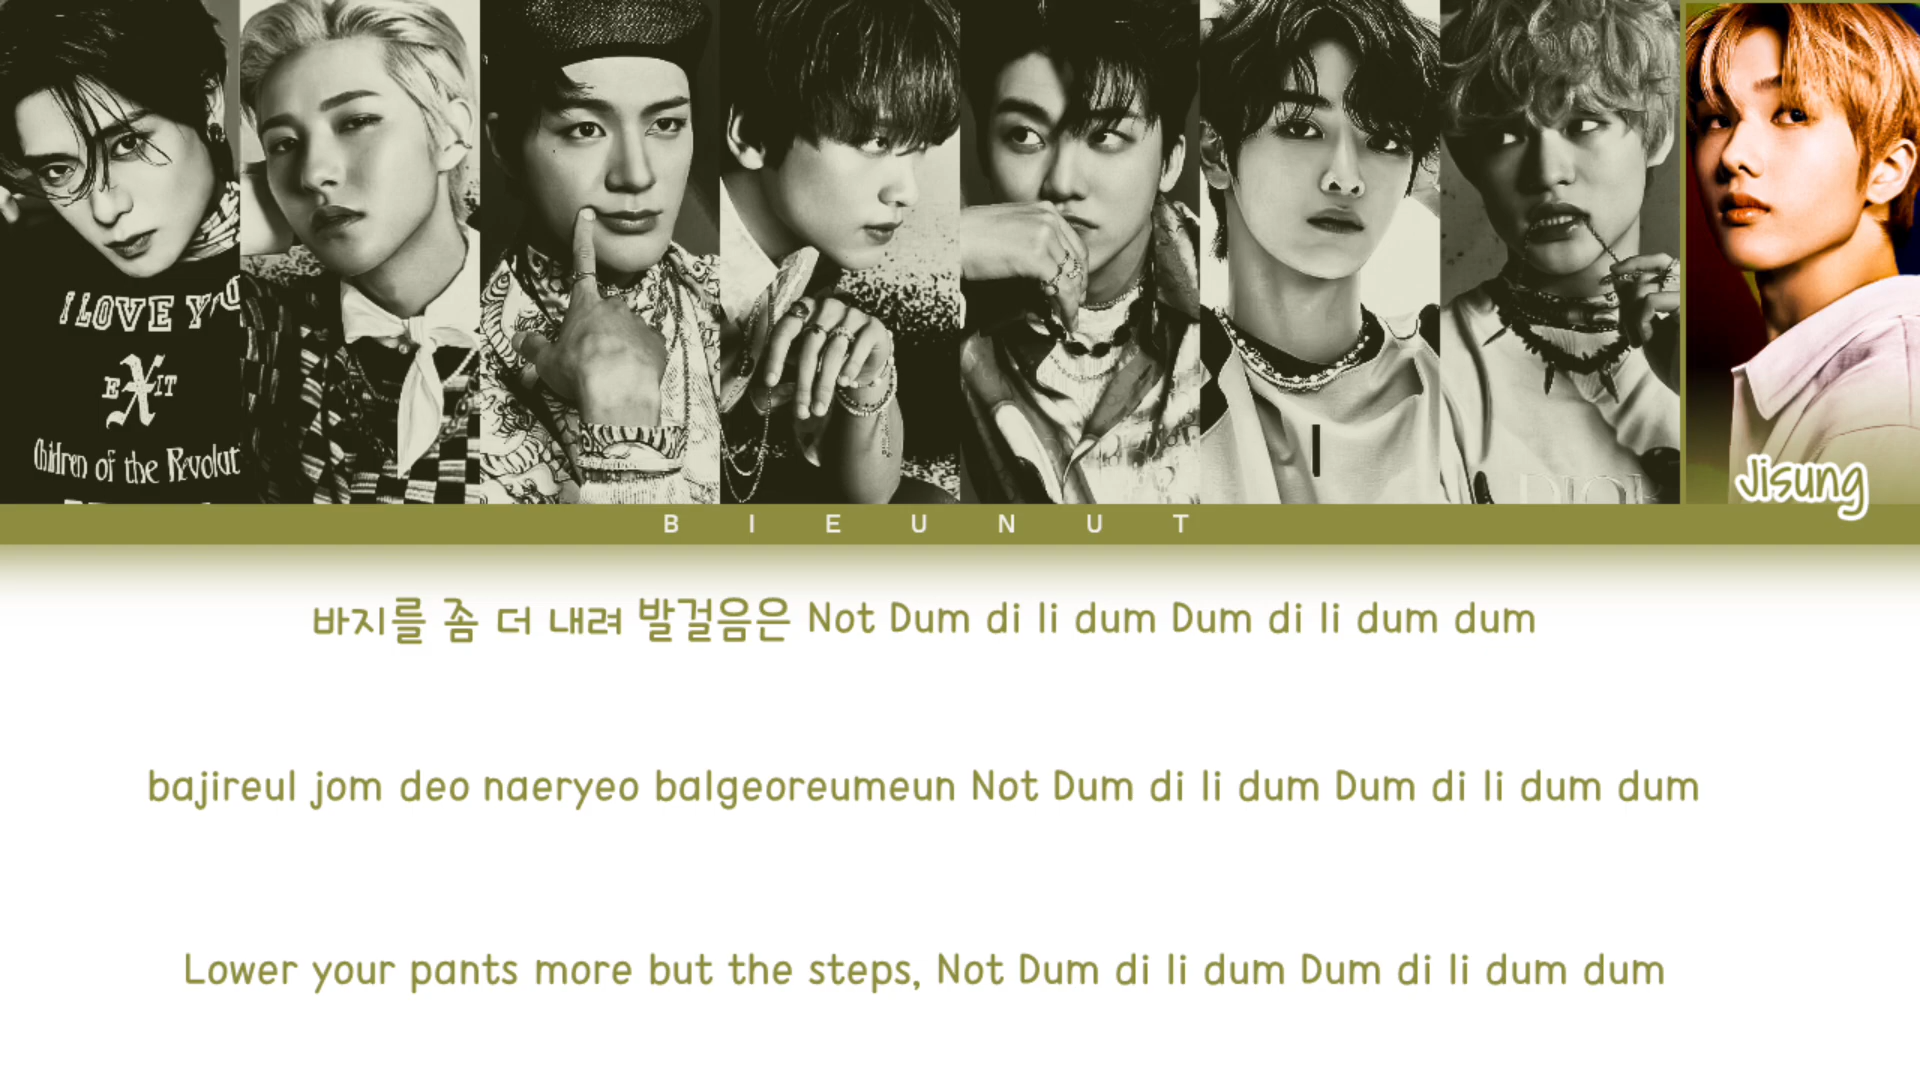 I LOVE YOU
EXIT
Children of the Revolut
DIOR
Jisung
BIEUNUT
바지를 좀 더 내려 발걸음은 Not Dum di li dum Dum di li dum dum
bajireul jom deo naeryeo balgeoreumeun Not Dum di li dum Dum di li dum dum
Lower your pants more but the steps, Not Dum di li dum Dum di li dum dum